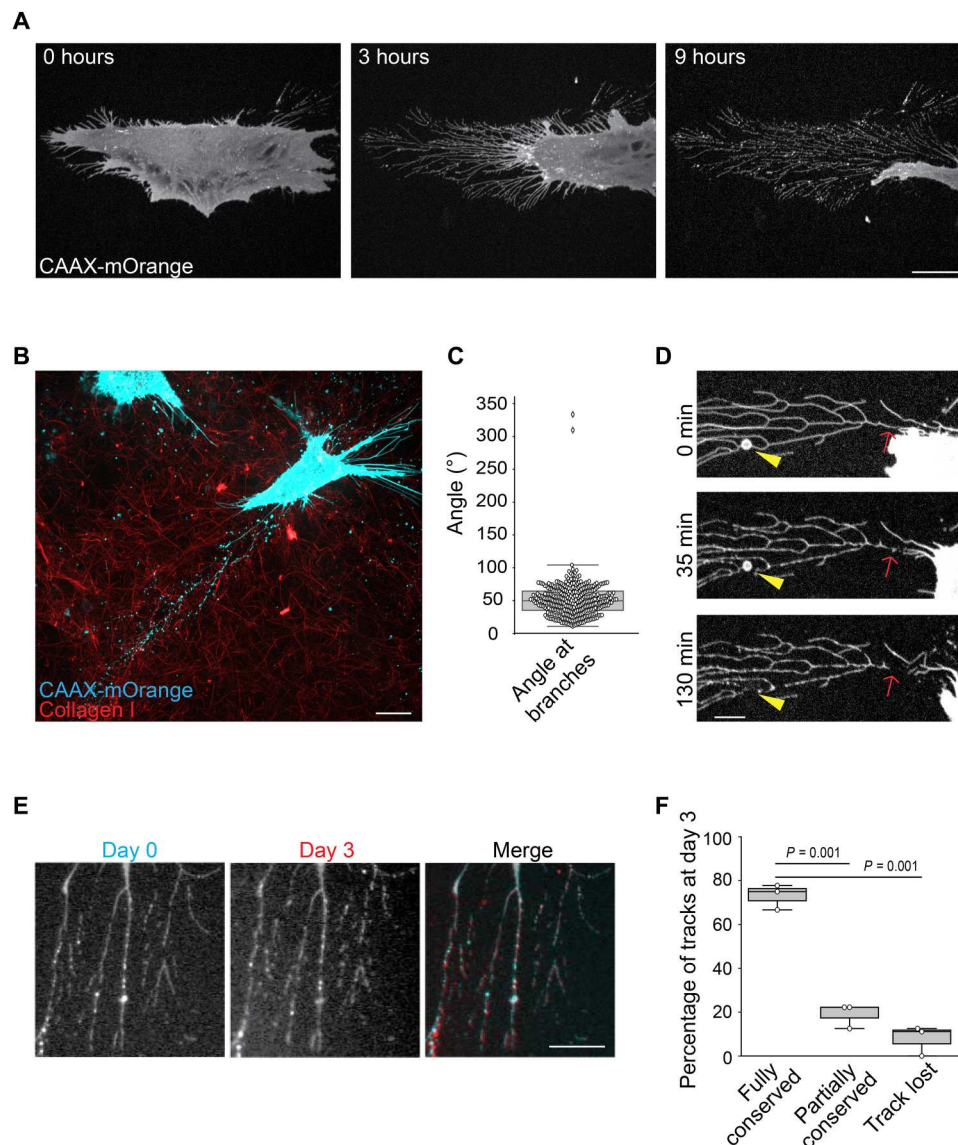 A
0 hours
3 hours
9 hours
CAAX-mOrange
B
CAAX-mOrange
Collagen I
C
350
300
250
200
150
100
50
0
Angle (°)
Angle at
branches
D
0 min
35 min
130 min
E
Day 0
Day 3
Merge
F
Percentage of tracks at day 3
100
80
60
40
20
0
P = 0.001
P = 0.001
Fully
conserved
Partially
conserved
Track lost